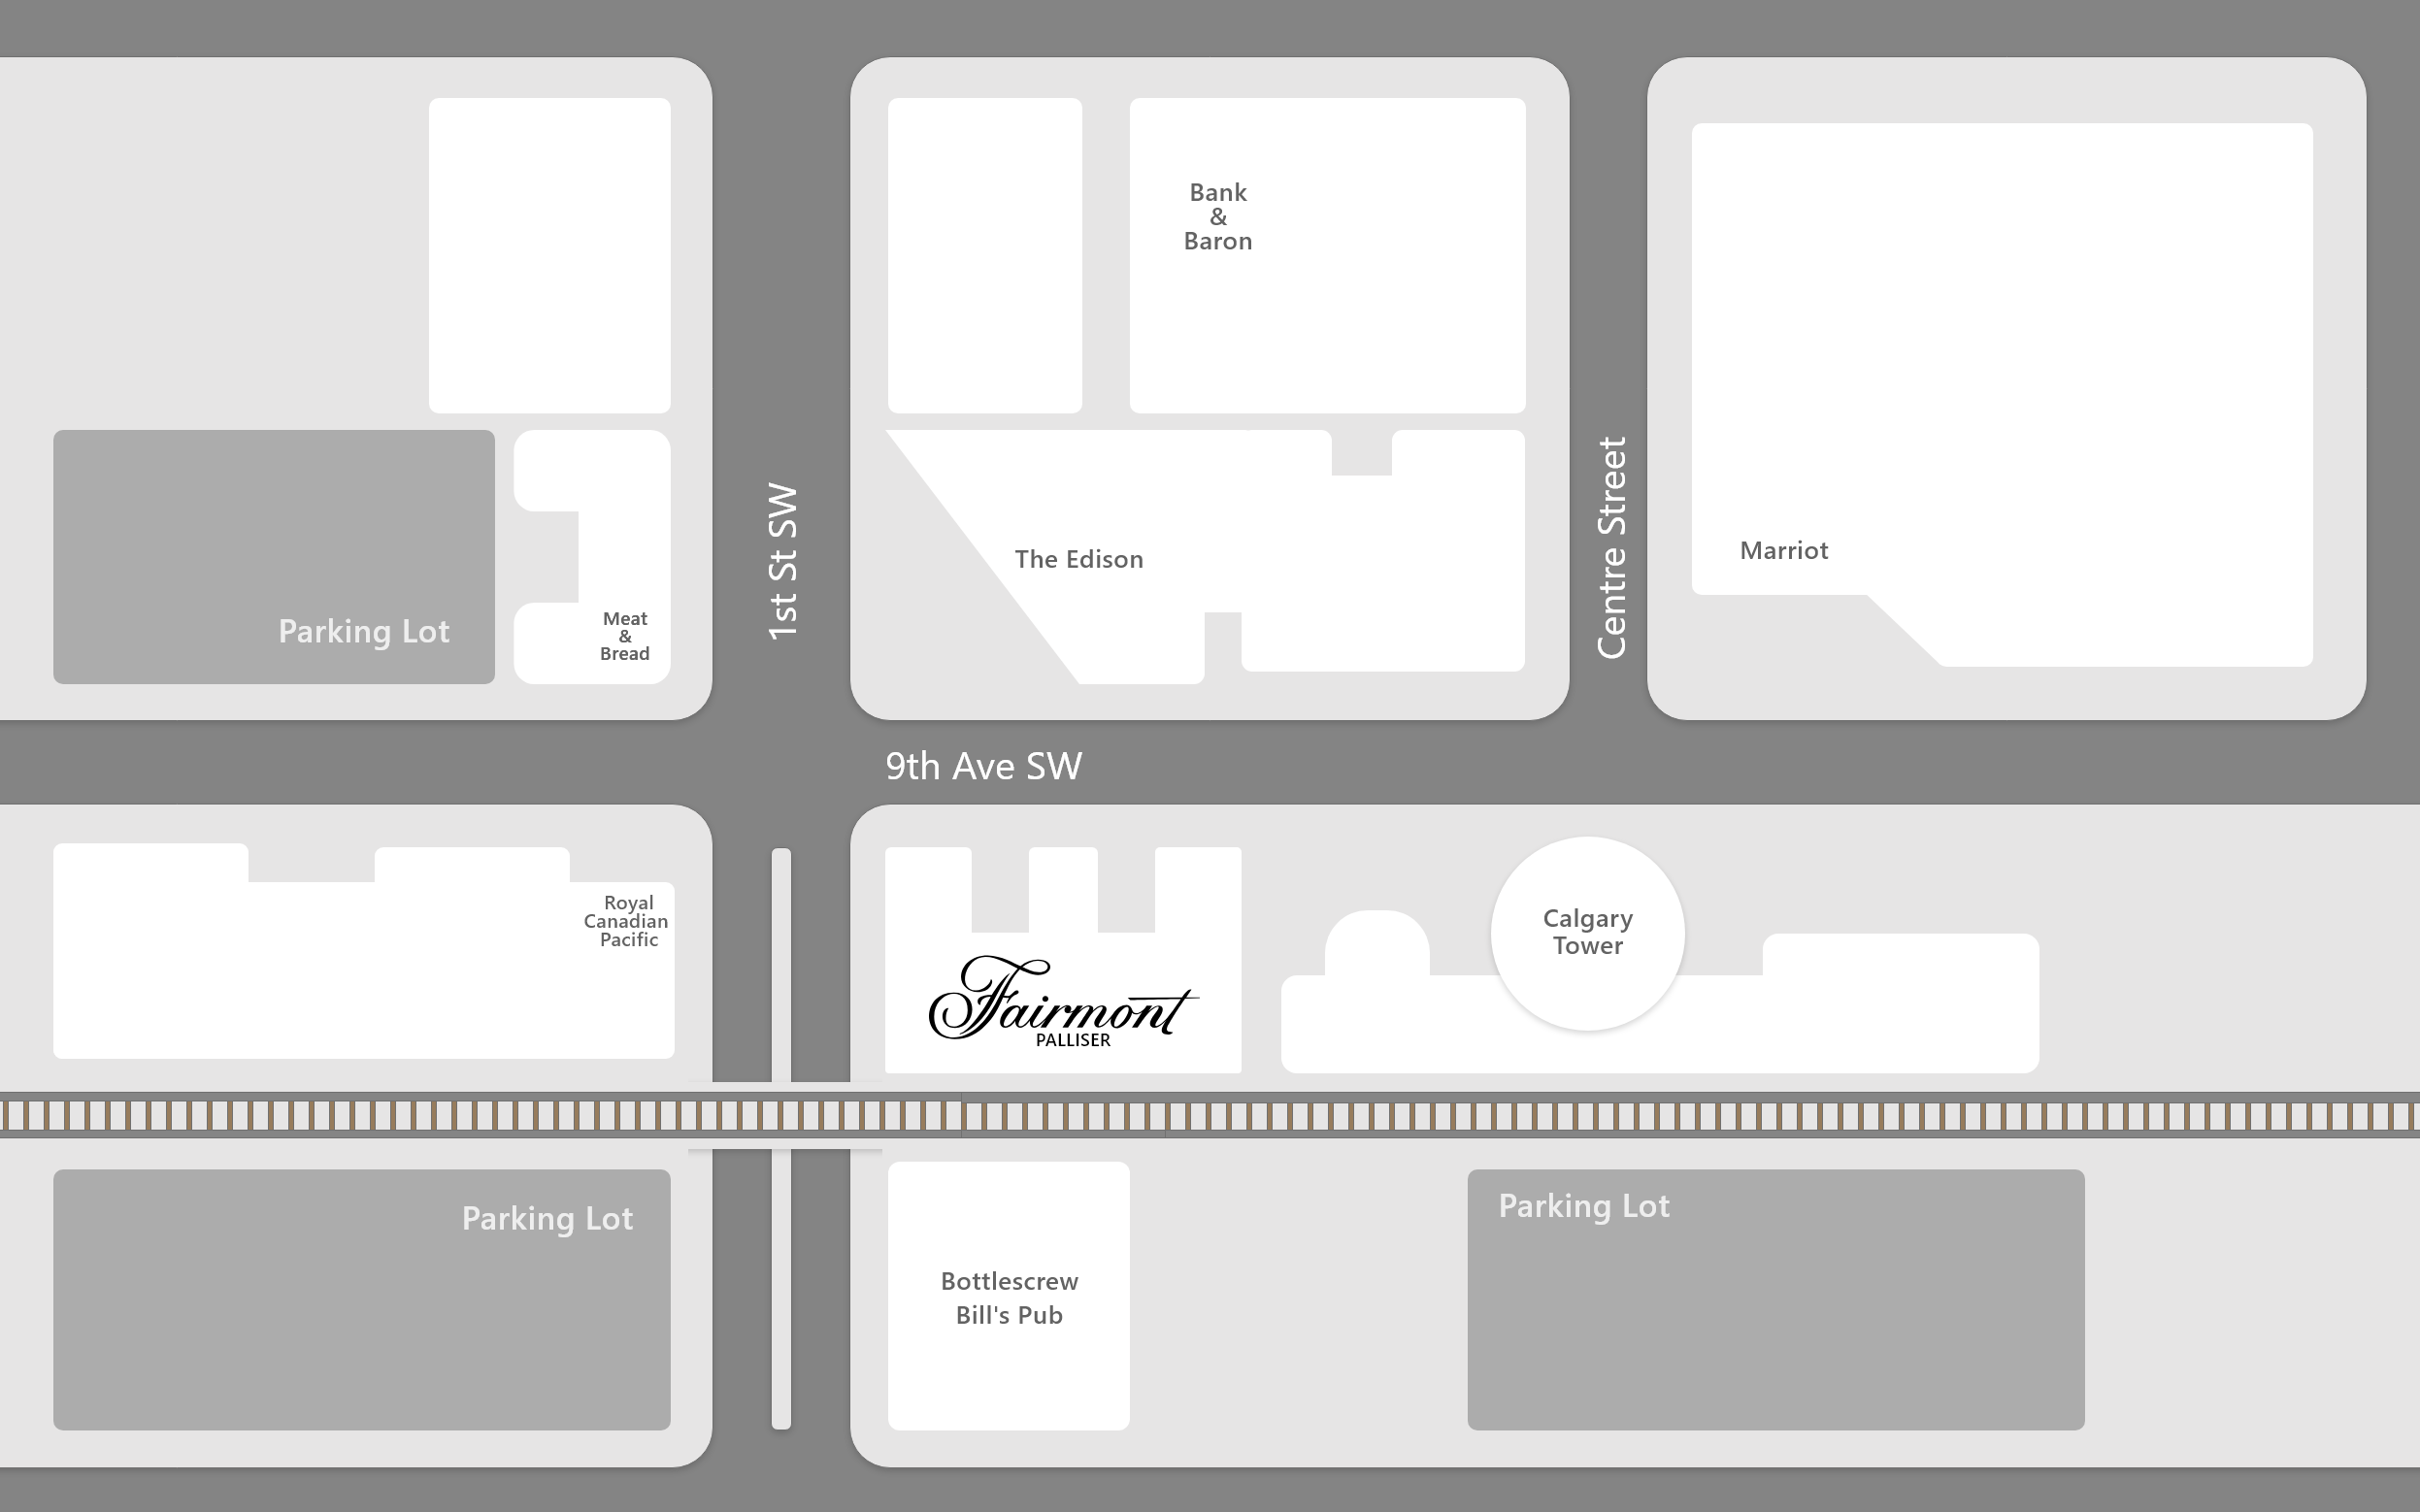 Bank
&
Baron
1st St SW
Centre Street
The Edison
Marriot
Parking Lot
Meat
&
Bread
9th Ave SW
Royal
Canadian
Pacific
Fairmont
PALLISER
Calgary
Tower
Parking Lot
Parking Lot
Bottlescrew
Bill's Pub